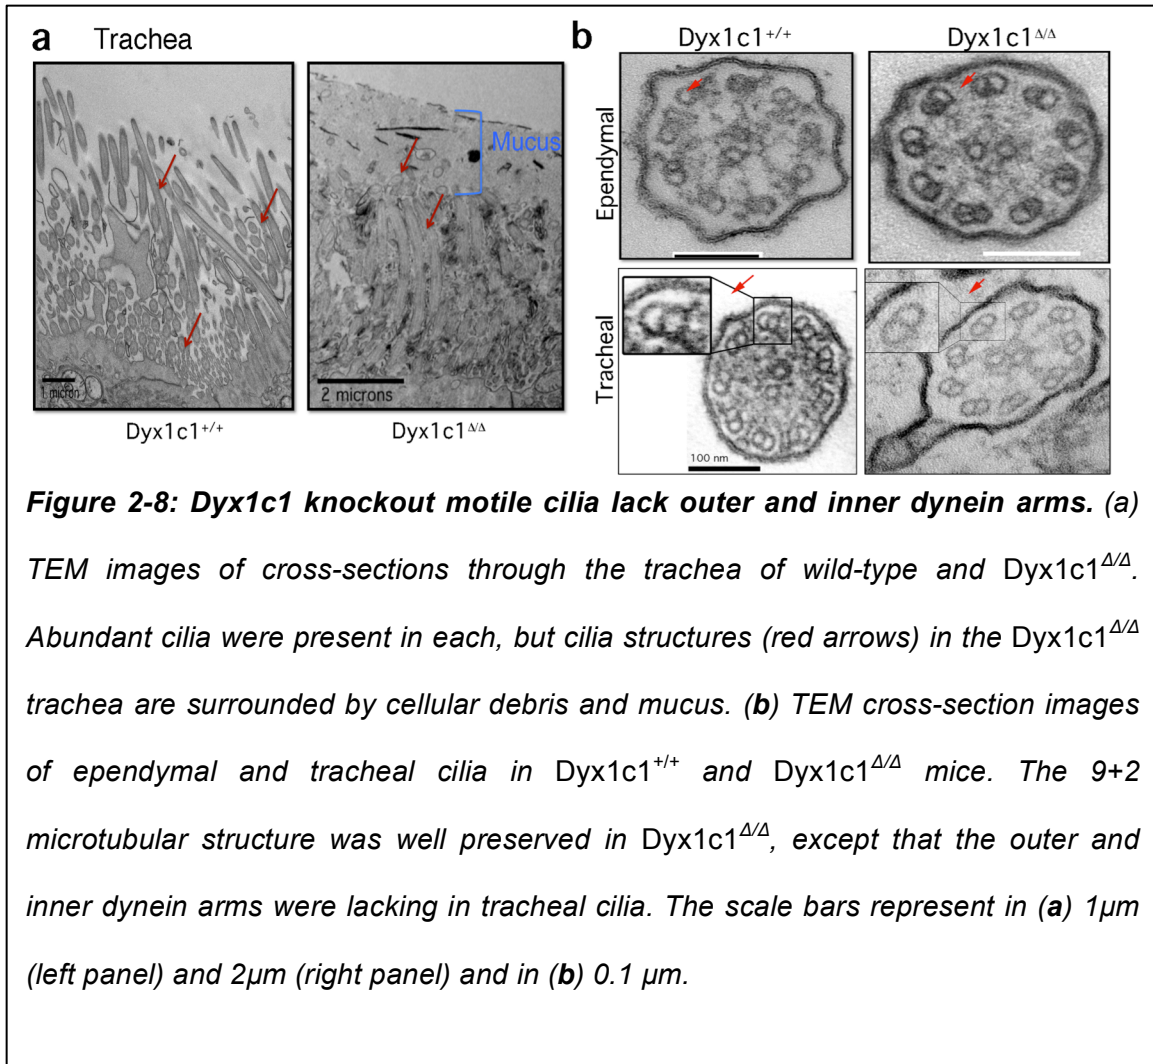 a Trachea
Mucus
1 micron
2 microns
Dyx1c1+/+ Dyx1c1Δ/Δ
b Dyx1c1+/+ Dyx1c1Δ/Δ
Ependymal
Tracheal
100 nm
Figure 2-8: Dyx1c1 knockout motile cilia lack outer and inner dynein arms. (a)
TEM images of cross-sections through the trachea of wild-type and Dyx1c1Δ/Δ.
Abundant cilia were present in each, but cilia structures (red arrows) in the Dyx1c1Δ/Δ
trachea are surrounded by cellular debris and mucus. (b) TEM cross-section images
of ependymal and tracheal cilia in Dyx1c1+/+ and Dyx1c1Δ/Δ mice. The 9+2
microtubular structure was well preserved in Dyx1c1Δ/Δ, except that the outer and
inner dynein arms were lacking in tracheal cilia. The scale bars represent in (a) 1μm
(left panel) and 2μm (right panel) and in (b) 0.1 μm.